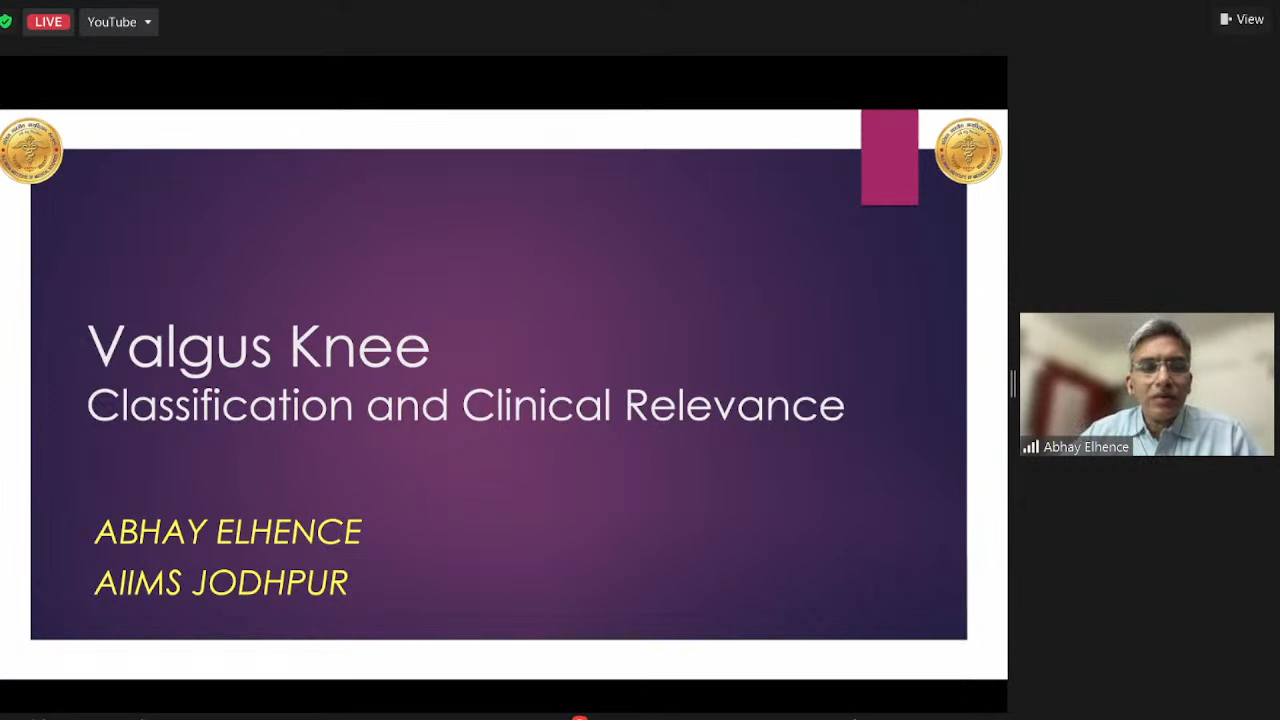 LIVE
YouTube
View
Valgus Knee
Classification and Clinical Relevance
ABHAY ELHENCE
AIIMS JODHPUR
Abhay Elhence